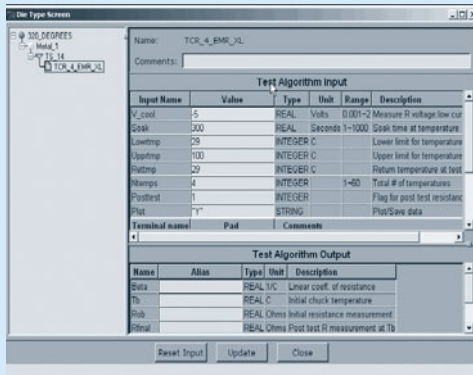 Die Type Screen
320_DEGREES
Metal_1
TS_14
TCR_4_EMR_XL
Name: TCR_4_EMR_XL
Comments:
Test Algorithm Input
Input Name Value Type Unit Range Description
V_cool -5 REAL Volts 0.001~2 Measure R voltage:low cur
Soak 300 REAL Seconds 1~1000 Soak time at temperature
Lowrtmp 29 INTEGER C Lower limit for temperature
Upprtmp 100 INTEGER C Upper limit for temperature
Rettmp 29 INTEGER C Return temperature at test
Ntemps 4 INTEGER 1~60 Total # of temperatures
Posttest 1 INTEGER Flag for post test resistanc
Plot "Y" STRING Plot/Save data
Terminal name Pad Comments
Test Algorithm Output
Name Alias Type Unit Description
Beta REAL 1/C Linear coeff. of resistance
Tb REAL C Initial chuck temperature
Rob REAL Ohms Initial resistance measurement
Rfinal REAL Ohms Post test R measurement at Tb
Reset Input Update Close